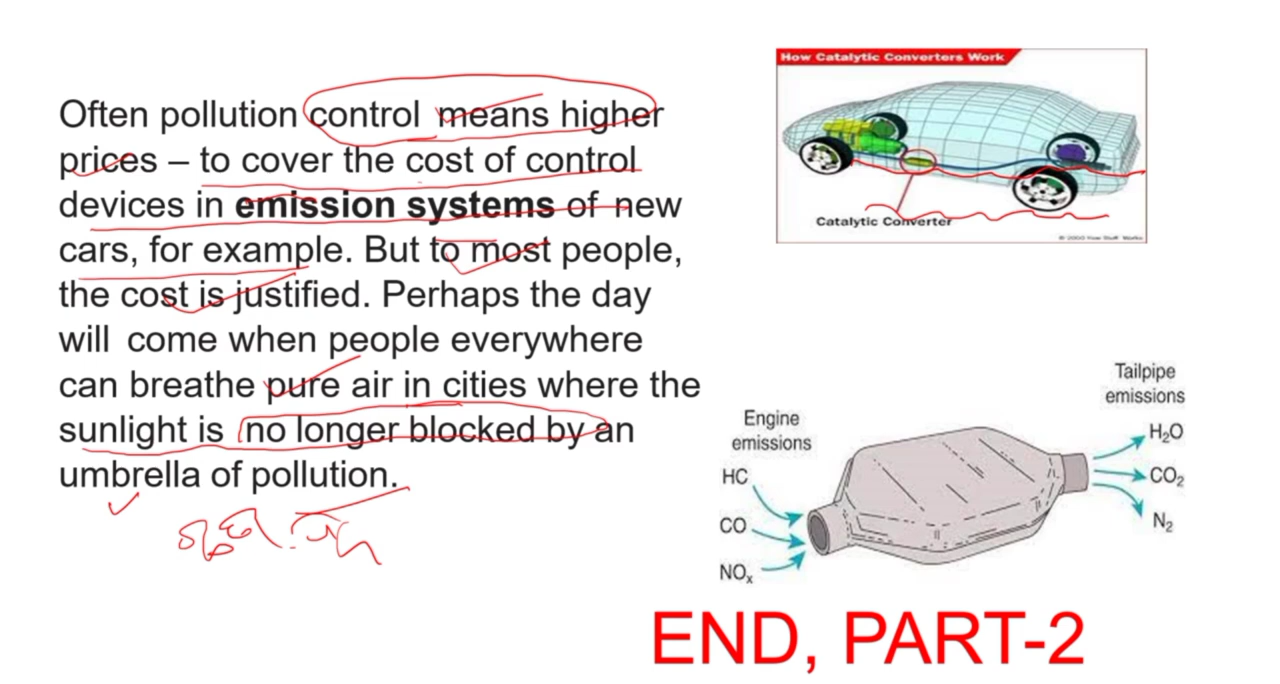 Often pollution control means higher
prices – to cover the cost of control
devices in emission systems of new
cars, for example. But to most people,
the cost is justified. Perhaps the day
will come when people everywhere
can breathe pure air in cities where the
sunlight is no longer blocked by an
umbrella of pollution.
How Catalytic Converters Work
Catalytic Converter
Engine
emissions
HC
CO
NOx
Tailpipe
emissions
H2O
CO2
N2
END, PART-2